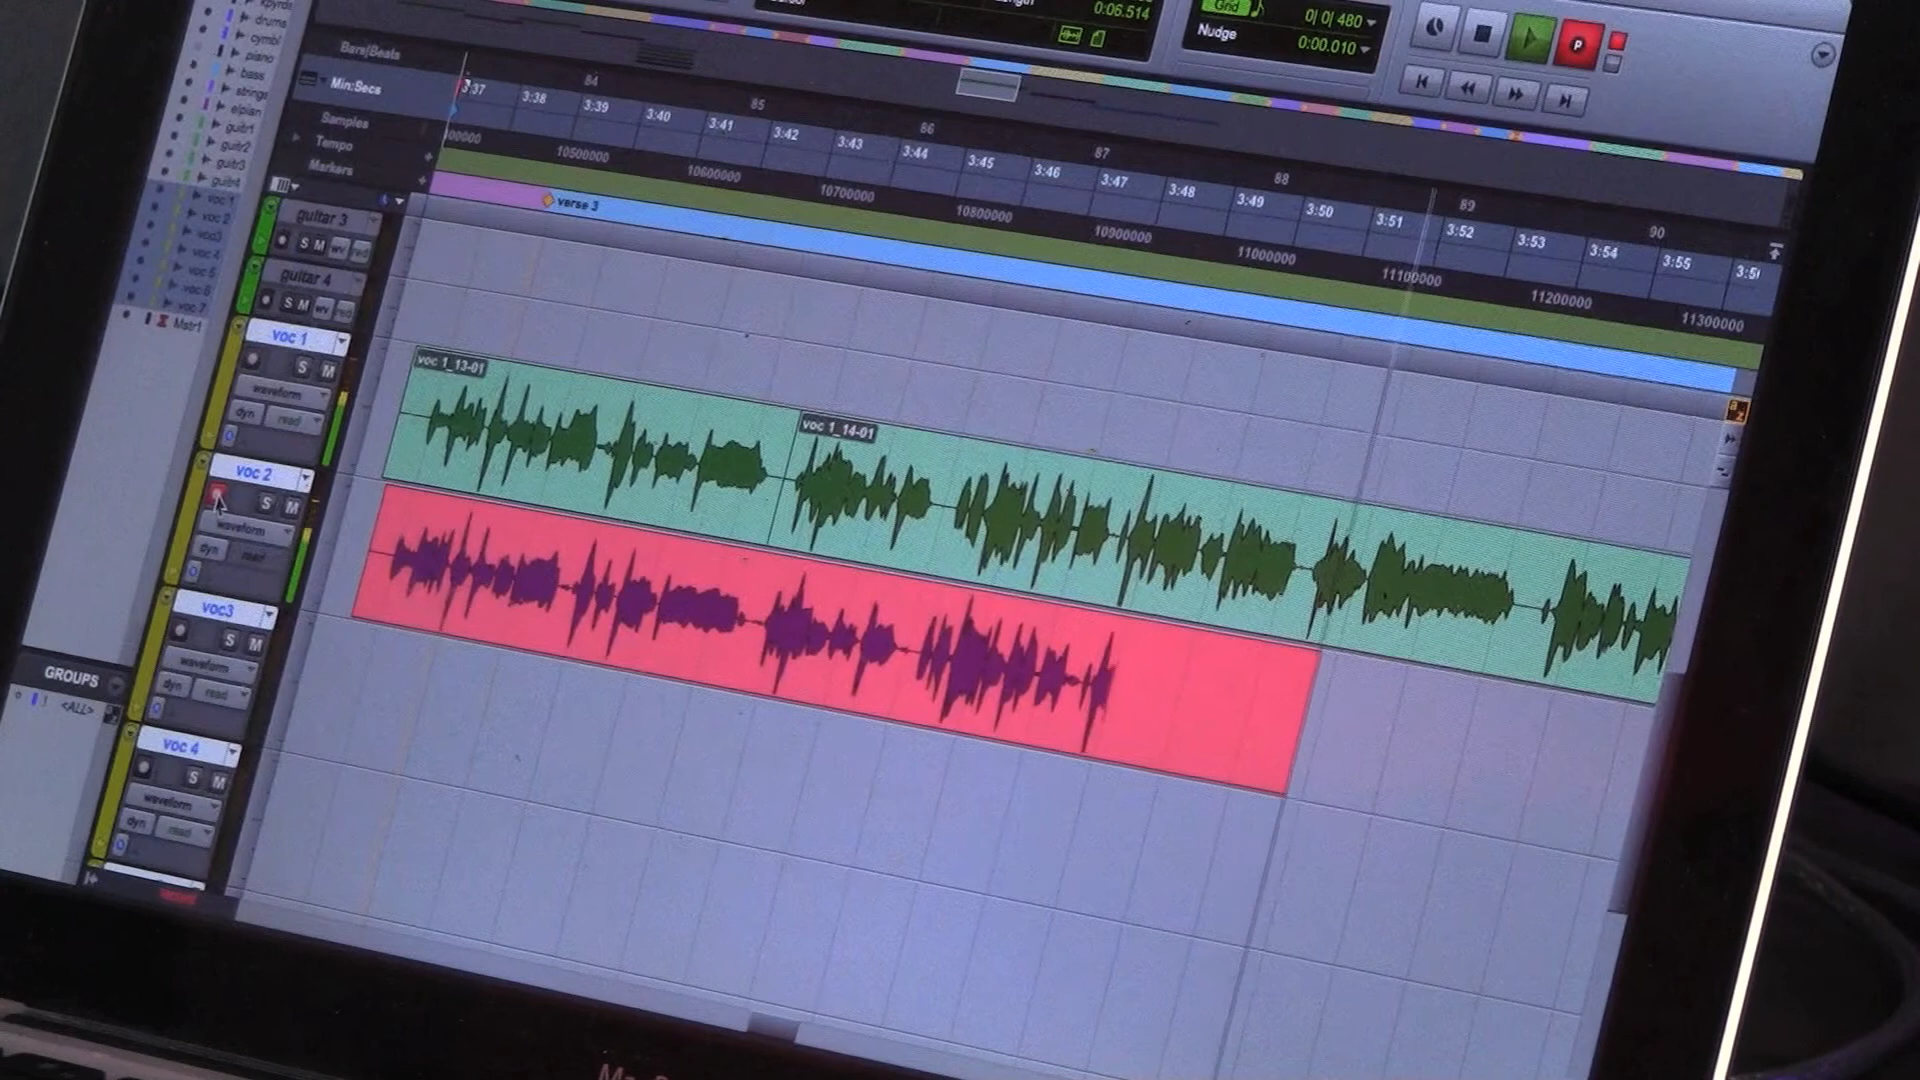 0:06.514
Grid
0| 0| 480
Nudge
0:00.010
Bars|Beats
84
85
86
87
88
89
90
Min:Secs
3:37
3:38
3:39
3:40
3:41
3:42
3:43
3:44
3:45
3:46
3:47
3:48
3:49
3:50
3:51
3:52
3:53
3:54
3:55
Samples
10500000
10600000
10700000
10800000
10900000
11000000
11100000
11200000
11300000
Tempo
Markers
verse 3
drums
cymbl
piano
bass
strings
elpian
guitr1
guitr2
guitr3
guitr4
voc 1
voc 2
voc3
voc 4
voc 5
voc 6
voc 7
Mstr1
GROUPS
<ALL>
guitar 3
S M wv
guitar 4
S M wv
voc 1
S M
waveform
dyn read
voc 2
S M
waveform
dyn read
voc3
S M
waveform
dyn read
voc 4
S M
waveform
dyn read
voc 1_13-01
voc 1_14-01